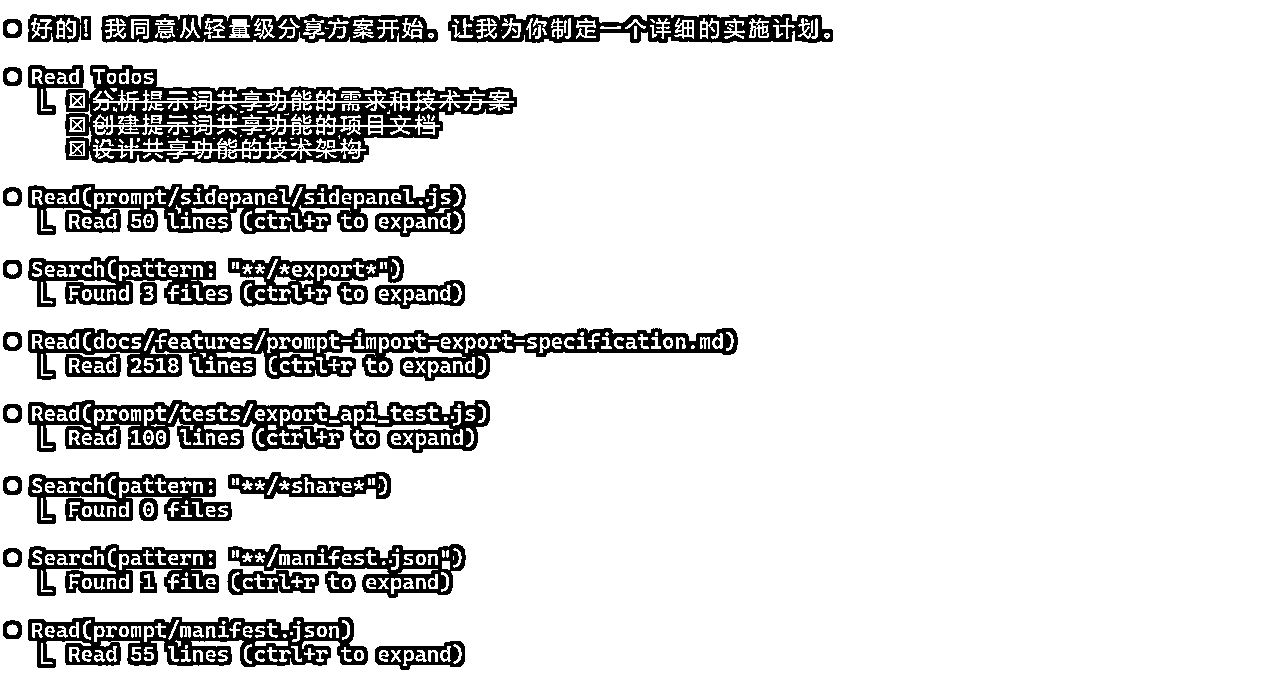 好的！我同意从轻量级分享方案开始。让我为你制定一个详细的实施计划。
Read Todos
☒ 分析提示词共享功能的需求和技术方案
☒ 创建提示词共享功能的项目文档
☒ 设计共享功能的技术架构
Read(prompt/sidepanel/sidepanel.js)
Read 50 lines (ctrl+r to expand)
Search(pattern: "**/*export*")
Found 3 files (ctrl+r to expand)
Read(docs/features/prompt-import-export-specification.md)
Read 2518 lines (ctrl+r to expand)
Read(prompt/tests/export_api_test.js)
Read 100 lines (ctrl+r to expand)
Search(pattern: "**/*share*")
Found 0 files
Search(pattern: "**/manifest.json")
Found 1 file (ctrl+r to expand)
Read(prompt/manifest.json)
Read 55 lines (ctrl+r to expand)